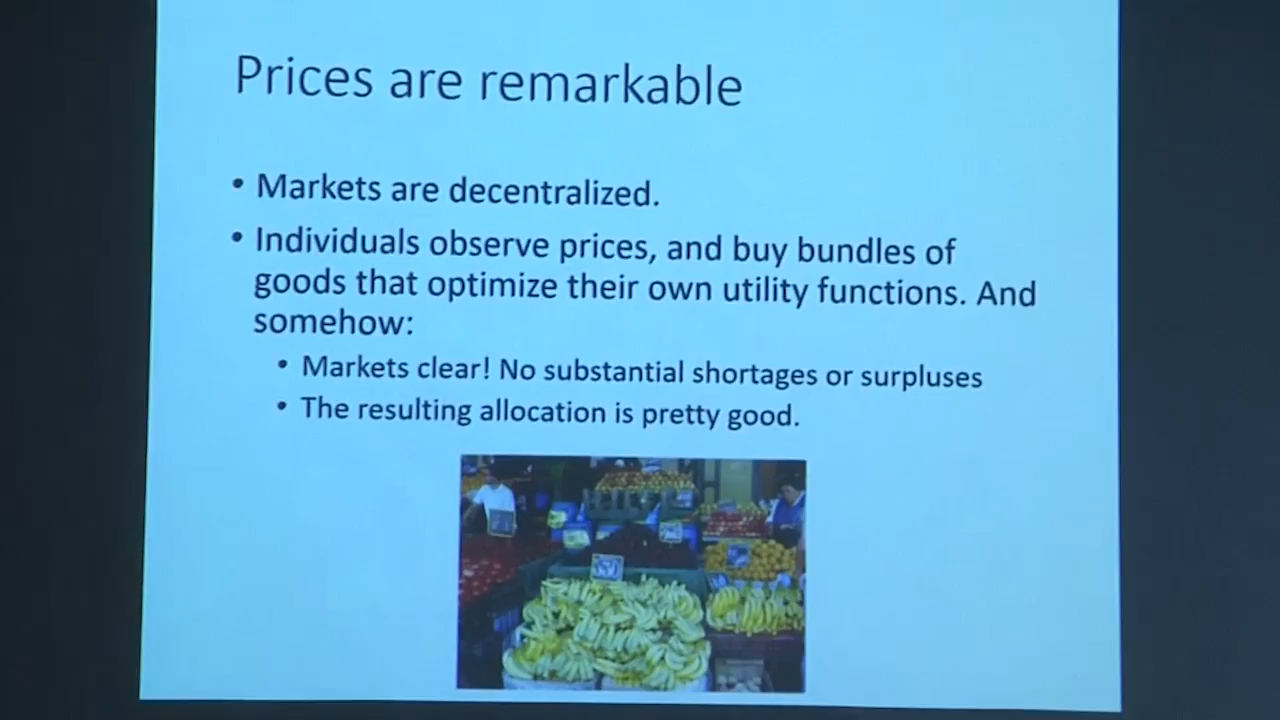 Prices are remarkable
• Markets are decentralized.
• Individuals observe prices, and buy bundles of
goods that optimize their own utility functions. And
somehow:
• Markets clear! No substantial shortages or surpluses
• The resulting allocation is pretty good.